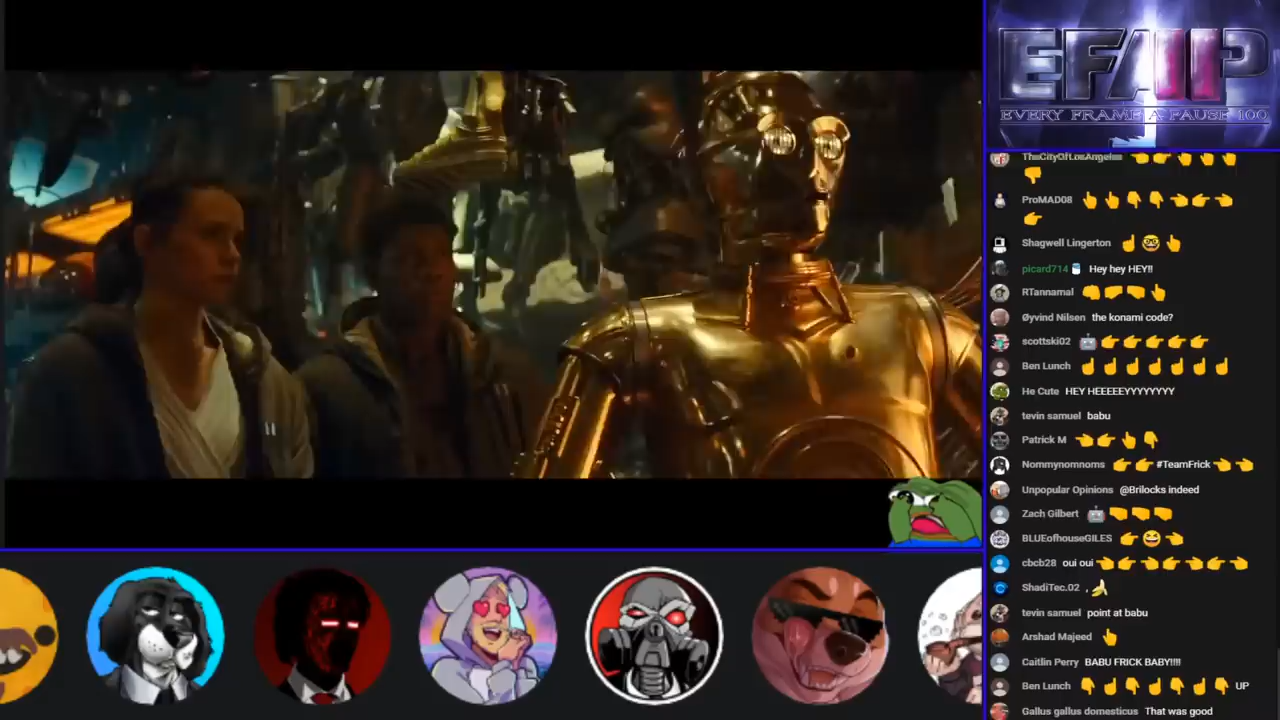 EFAP
EVERY FRAME A PAUSE 100
TheCityOfLosAngeles
ProMAD08
Shagwell Lingerton
picard714 Hey hey HEY!!
RTannamal
Øyvind Nilsen the konami code?
scottski02
Ben Lunch
He Cute HEY HEEEEYYYYYYYY
tevin samuel babu
Patrick M
Nommynomnoms #TeamFrick
Unpopular Opinions @Brilocks indeed
Zach Gilbert
BLUEofhouseGILES
cbcb28 oui oui
ShadiTec.02 ,
tevin samuel point at babu
Arshad Majeed
Caitlin Perry BABU FRICK BABY!!!!
Ben Lunch UP
Gallus gallus domesticus That was good